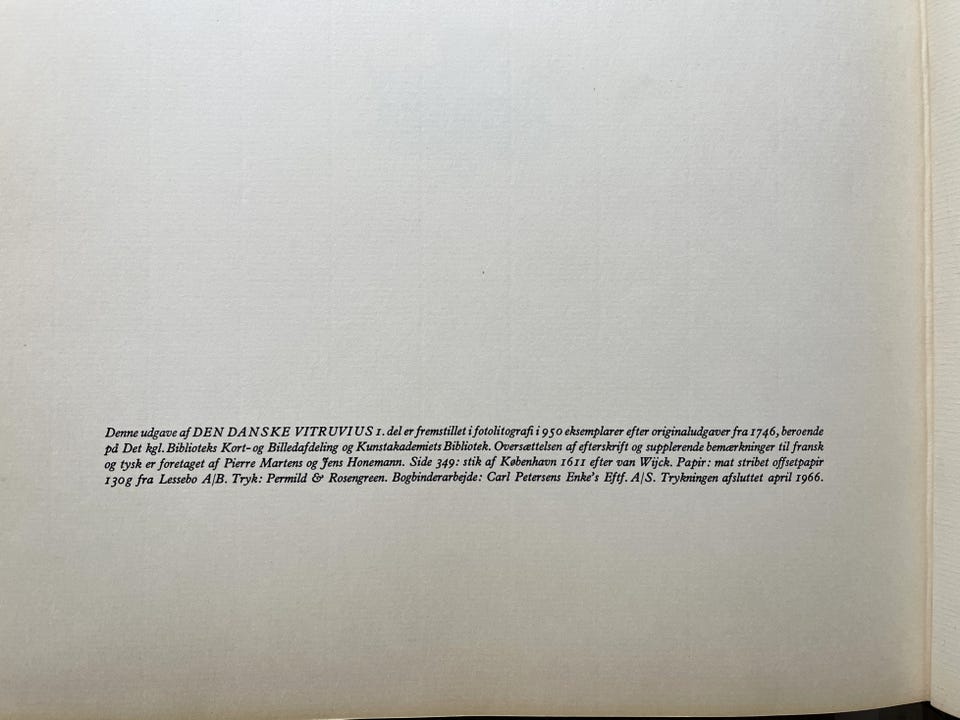 Denne udgave af DEN DANSKE VITRUVIUS 1. del er fremstillet i fotolitografi i 950 eksemplarer efter originaludgaver fra 1746, beroende
på Det kgl. Biblioteks Kort- og Billedafdeling og Kunstakademiets Bibliotek. Oversættelsen af efterskrift og supplerende bemærkninger til fransk
og tysk er foretaget af Pierre Martens og Jens Honemann. Side 349: stik af København 1611 efter van Wijck. Papir: mat stribet offsetpapir
130g fra Lessebo A/B. Tryk: Permild & Rosengreen. Bogbinderarbejde: Carl Petersens Enke's Eftf. A/S. Trykningen afsluttet april 1966.